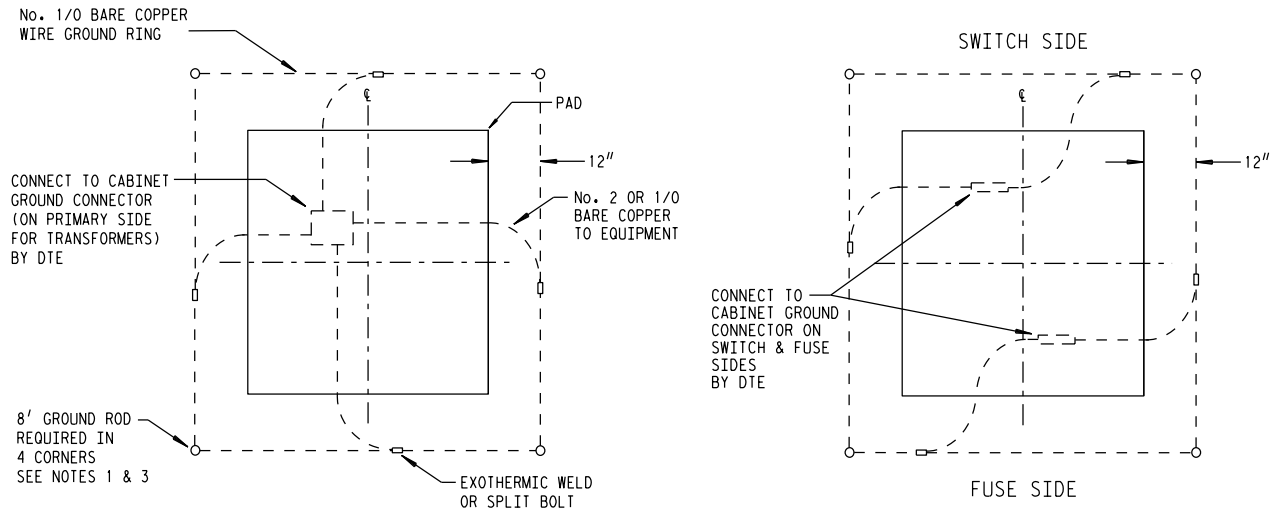 No. 1/0 BARE COPPER
WIRE GROUND RING
℄
PAD
12"
CONNECT TO CABINET
GROUND CONNECTOR
(ON PRIMARY SIDE
FOR TRANSFORMERS)
BY DTE
No. 2 OR 1/0
BARE COPPER
TO EQUIPMENT
8' GROUND ROD
REQUIRED IN
4 CORNERS
SEE NOTES 1 & 3
EXOTHERMIC WELD
OR SPLIT BOLT
SWITCH SIDE
℄
12"
CONNECT TO
CABINET GROUND
CONNECTOR ON
SWITCH & FUSE
SIDES
BY DTE
FUSE SIDE